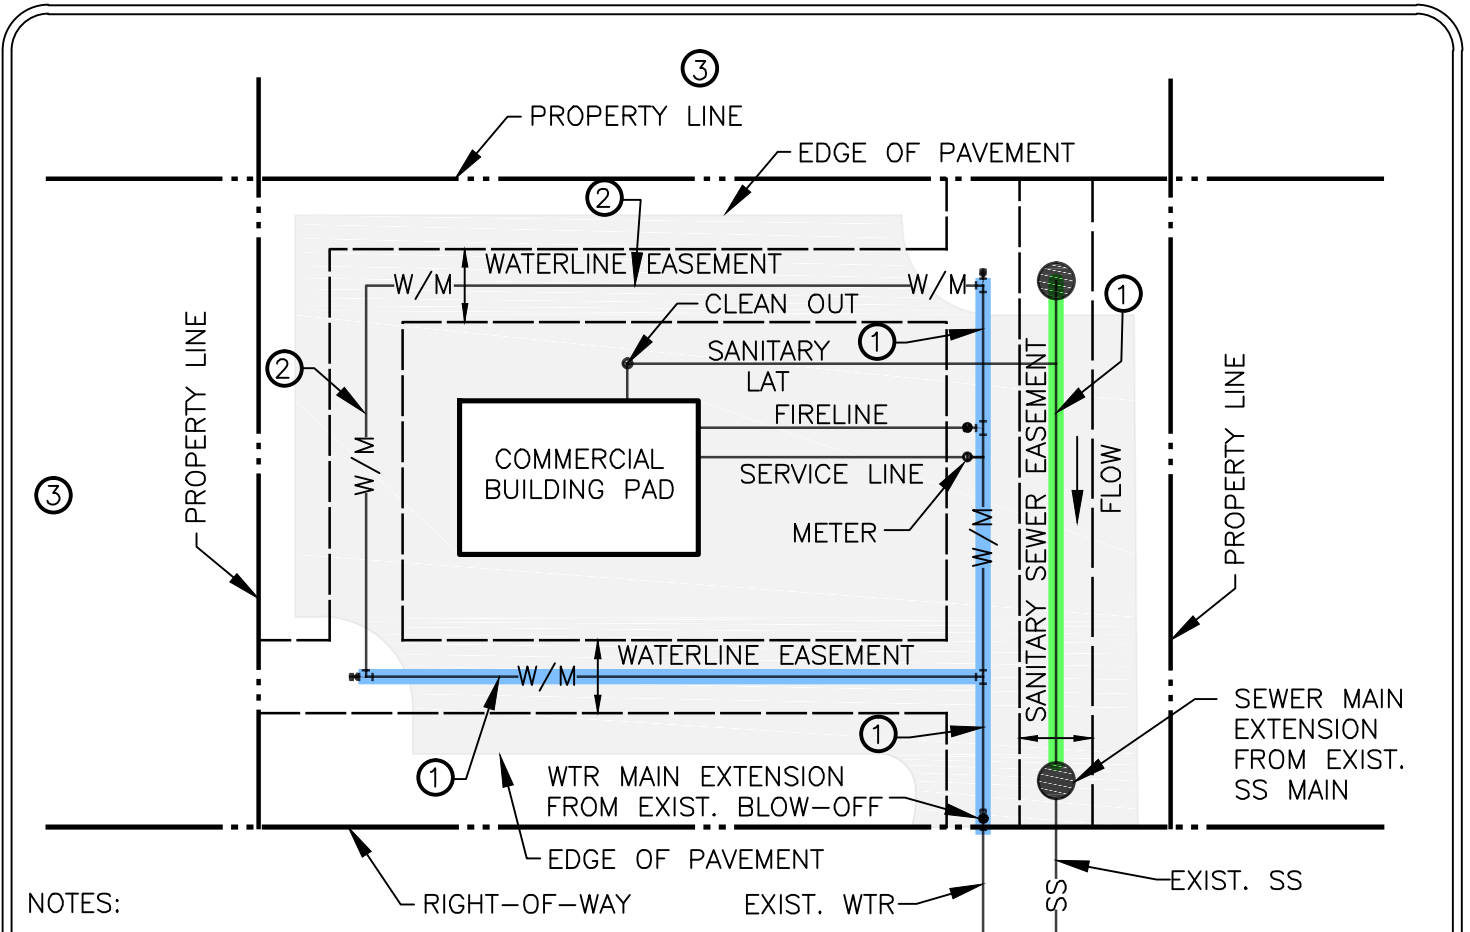 3
PROPERTY LINE
EDGE OF PAVEMENT
2
WATERLINE EASEMENT
W/M
W/M
CLEAN OUT
1
1
SANITARY
LAT
2
FIRELINE
PROPERTY LINE
COMMERCIAL
BUILDING PAD
SERVICE LINE
W/M
METER
W/M
SANITARY SEWER EASEMENT
FLOW
PROPERTY LINE
3
WATERLINE EASEMENT
W/M
1
1
WTR MAIN EXTENSION
FROM EXIST. BLOW-OFF
SEWER MAIN
EXTENSION
FROM EXIST.
SS MAIN
EDGE OF PAVEMENT
RIGHT-OF-WAY
EXIST. WTR
SS
EXIST. SS
NOTES: